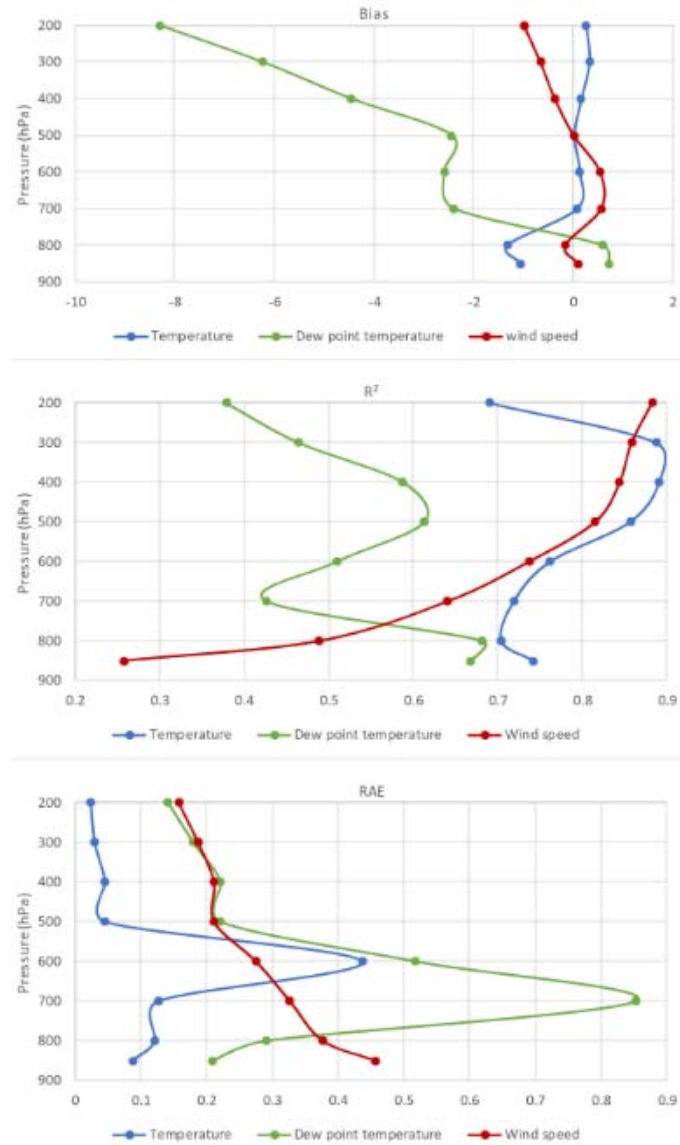 Bias
Pressure (hPa)
200
300
400
500
600
700
800
900
-10 -8 -6 -4 -2 0 2
Temperature Dew point temperature wind speed
R²
Pressure (hPa)
200
300
400
500
600
700
800
900
0.2 0.3 0.4 0.5 0.6 0.7 0.8 0.9
Temperature Dew point temperature Wind speed
RAE
Pressure (hPa)
200
300
400
500
600
700
800
900
0 0.1 0.2 0.3 0.4 0.5 0.6 0.7 0.8 0.9
Temperature Dew point temperature Wind speed